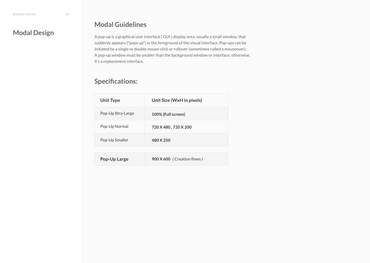 Modal Design
Modal Guidelines
A pop-up is a graphical user interface ( GUI ) display area, usually a small window, that
suddenly appears ("pops up") in the foreground of the visual interface. Pop-ups can be
initiated by a single or double mouse click or rollover (sometimes called a mouseover).
A pop-up window must be smaller than the background window or interface, otherwise,
it's a replacement interface.
Specifications:
Unit Type Unit Size (WxH in pixels)
Pop-Up Xtra-Large 100% (Full screen)
Pop-Up Normal 720 X 480 , 720 X 200
Pop-Up Smaller 480 X 250
Pop-Up Large 900 X 600 ( Creation flows )